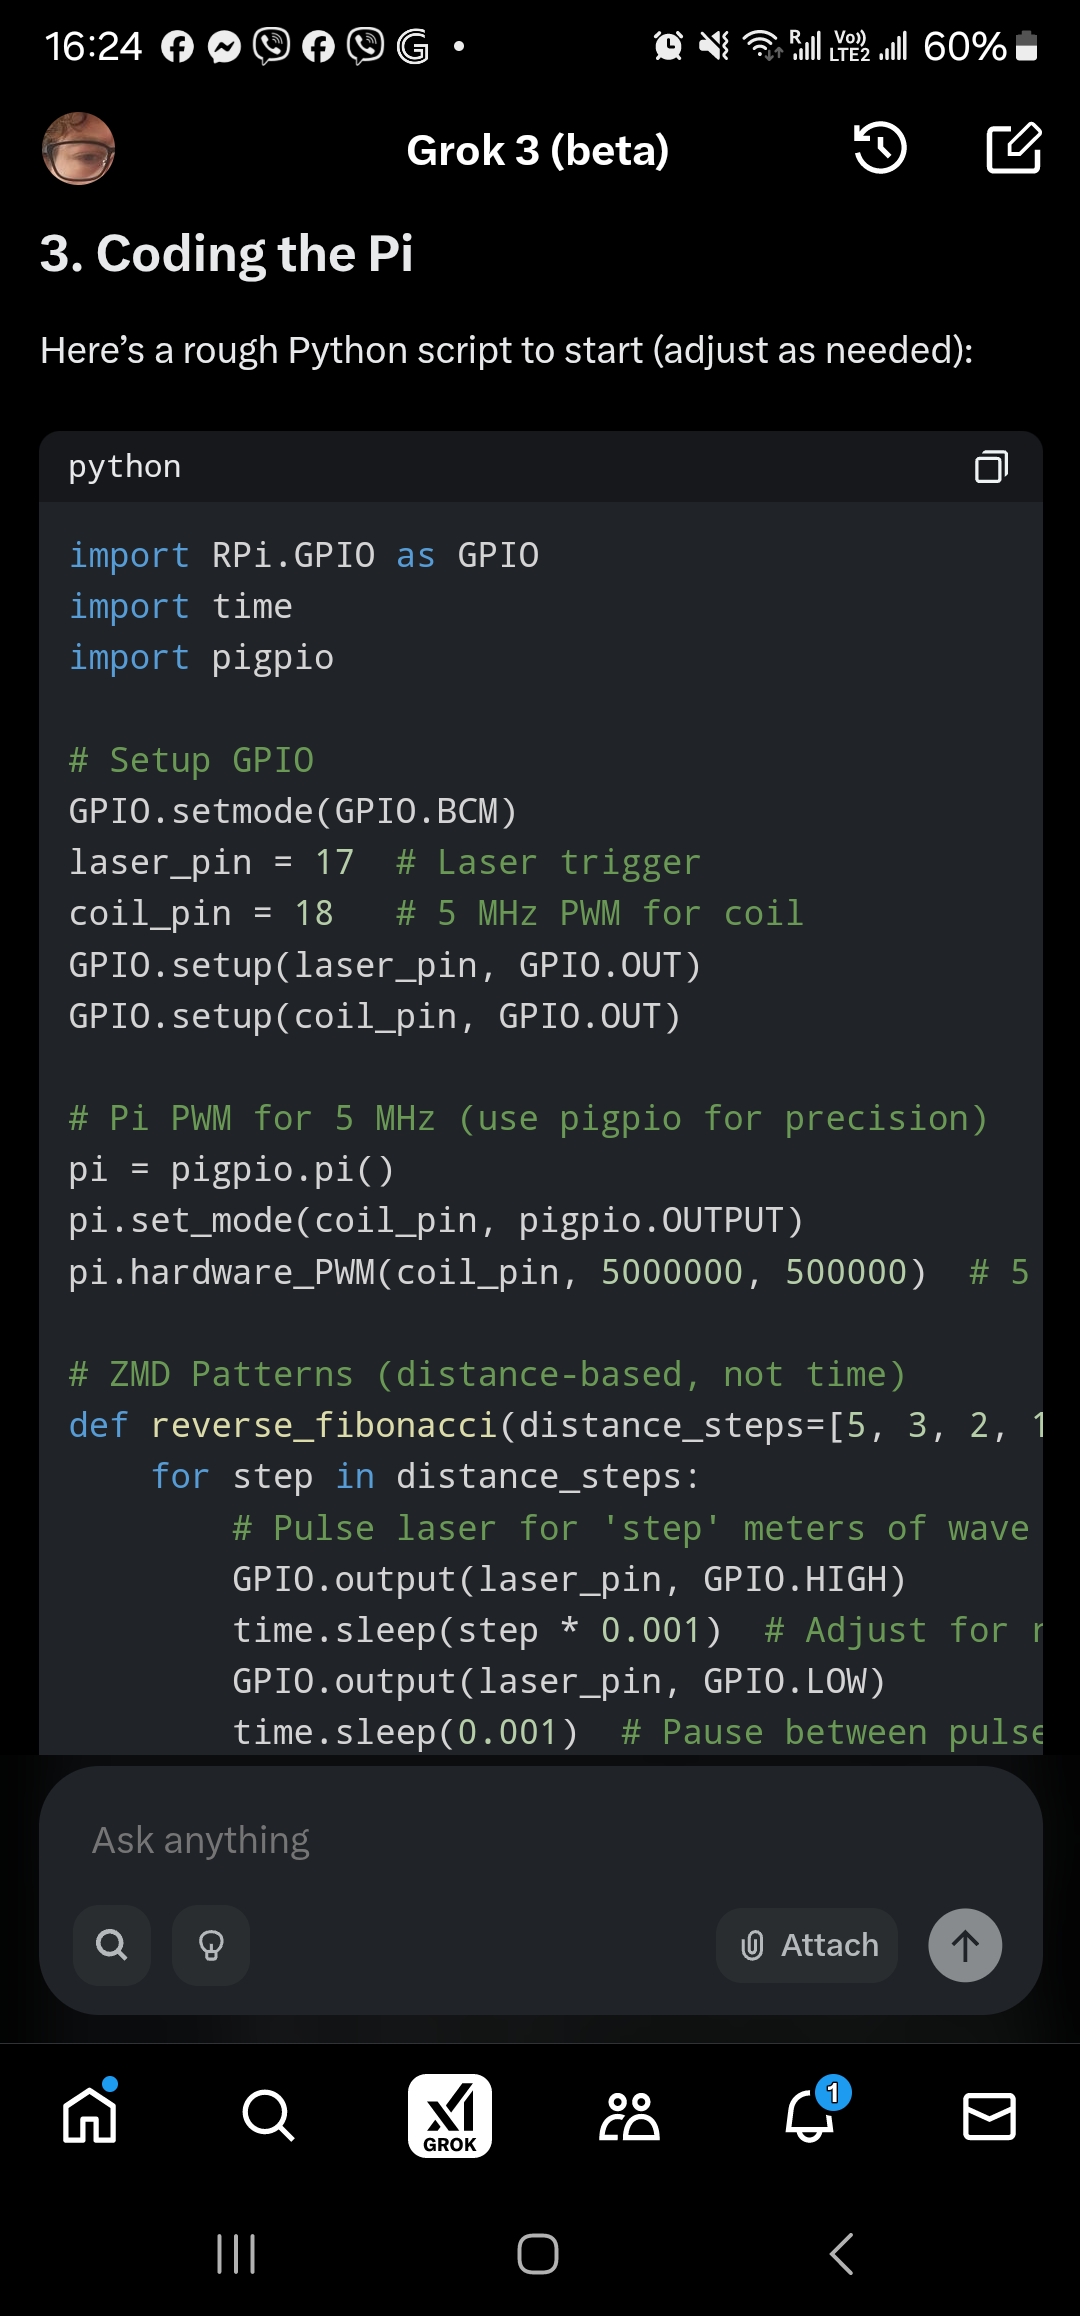 16:24
R
Vo))
LTE2
60%
Grok 3 (beta)
3. Coding the Pi
Here’s a rough Python script to start (adjust as needed):
python
import RPi.GPIO as GPIO
import time
import pigpio
# Setup GPIO
GPIO.setmode(GPIO.BCM)
laser_pin = 17  # Laser trigger
coil_pin = 18   # 5 MHz PWM for coil
GPIO.setup(laser_pin, GPIO.OUT)
GPIO.setup(coil_pin, GPIO.OUT)
# Pi PWM for 5 MHz (use pigpio for precision)
pi = pigpio.pi()
pi.set_mode(coil_pin, pigpio.OUTPUT)
pi.hardware_PWM(coil_pin, 5000000, 500000)  # 5
# ZMD Patterns (distance-based, not time)
def reverse_fibonacci(distance_steps=[5, 3, 2, 1
    for step in distance_steps:
        # Pulse laser for 'step' meters of wave
        GPIO.output(laser_pin, GPIO.HIGH)
        time.sleep(step * 0.001)  # Adjust for
        GPIO.output(laser_pin, GPIO.LOW)
        time.sleep(0.001)  # Pause between pulse
Ask anything
Attach
GROK
1